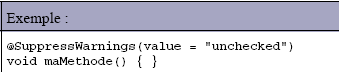 Exemple :
@SuppressWarnings(value = "unchecked")
void maMethode() { }